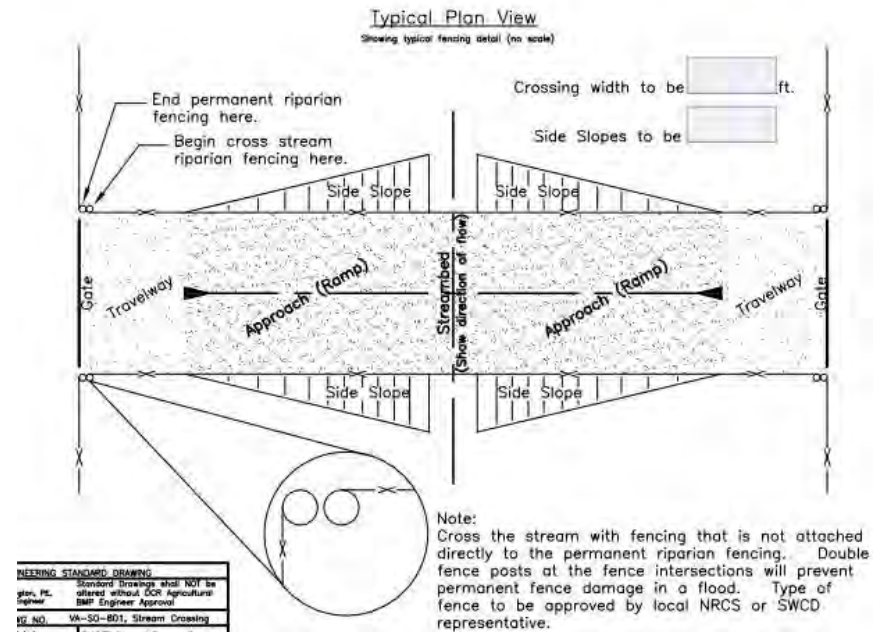 Typical Plan View
Showing typical fencing detail (no scale)
Crossing width to be ft.
Side Slopes to be
End permanent riparian
fencing here.
Begin cross stream
riparian fencing here.
Side Slope
Side Slope
Gate
Travelway
Approach (Ramp)
Streambed
(Show direction of flow)
Approach (Ramp)
Travelway
Gate
Side Slope
Side Slope
Note:
Cross the stream with fencing that is not attached
directly to the permanent riparian fencing. Double
fence posts at the fence intersections will prevent
permanent fence damage in a flood. Type of
fence to be approved by local NRCS or SWCD
representative.
NEERING STANDARD DRAWING
Standard Drawings shall NOT be
altered without DCR Agricultural
BMP Engineer Approval
PE.
NG NO. VA-SO-801, Stream Crossing